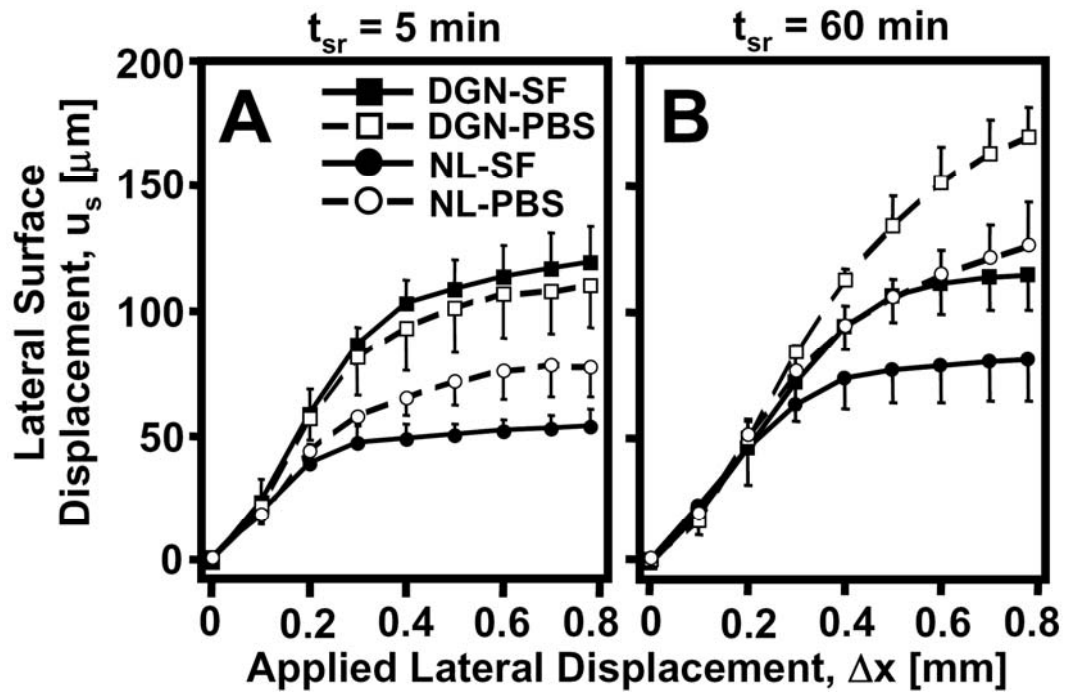 t_sr = 5 min
t_sr = 60 min
Lateral Surface
Displacement, u_s [μm]
200
150
100
50
0
A
DGN-SF
DGN-PBS
NL-SF
NL-PBS
B
0 0.2 0.4 0.6 0.8
0 0.2 0.4 0.6 0.8
Applied Lateral Displacement, Δx [mm]